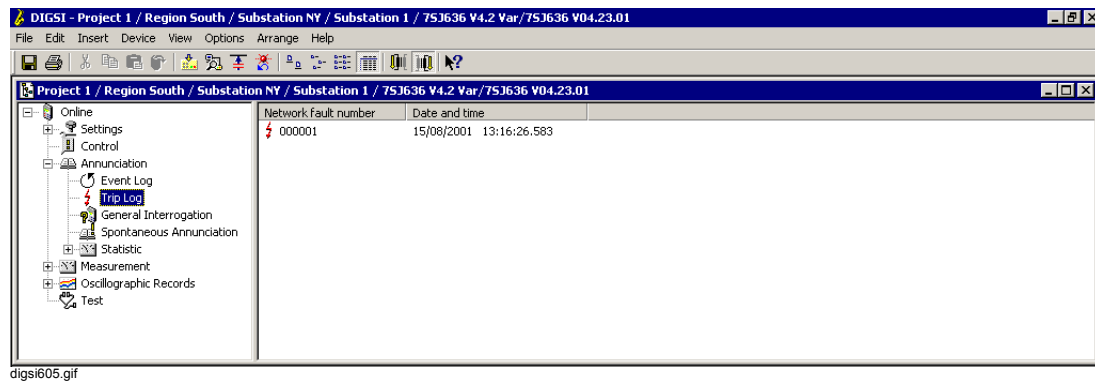 DIGSI - Project 1 / Region South / Substation NY / Substation 1 / 7SJ636 V4.2 Var/7SJ636 V04.23.01
File Edit Insert Device View Options Arrange Help
Project 1 / Region South / Substation NY / Substation 1 / 7SJ636 V4.2 Var/7SJ636 V04.23.01
Online
Settings
Control
Annunciation
Event Log
Trip Log
General Interrogation
Spontaneous Annunciation
Statistic
Measurement
Oscillographic Records
Test
Network fault number Date and time
000001 15/08/2001 13:16:26.583
digsi605.gif